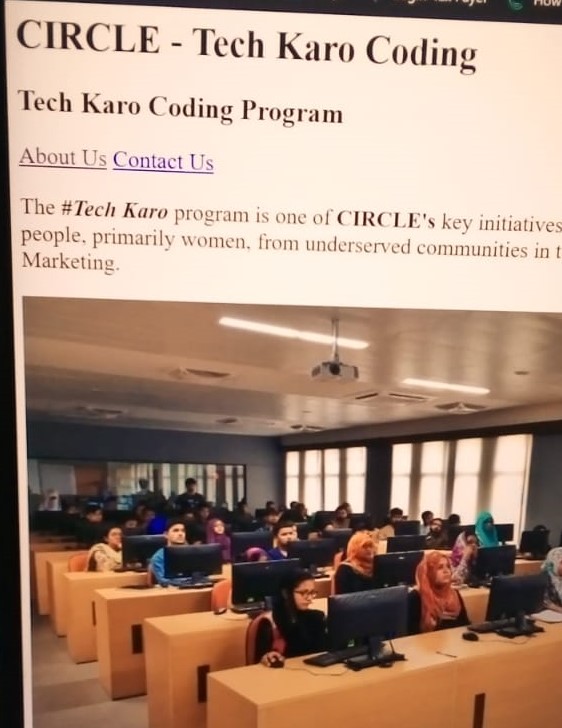 CIRCLE - Tech Karo Coding
Tech Karo Coding Program
About Us Contact Us
The #Tech Karo program is one of CIRCLE's key initiatives
people, primarily women, from underserved communities in t
Marketing.